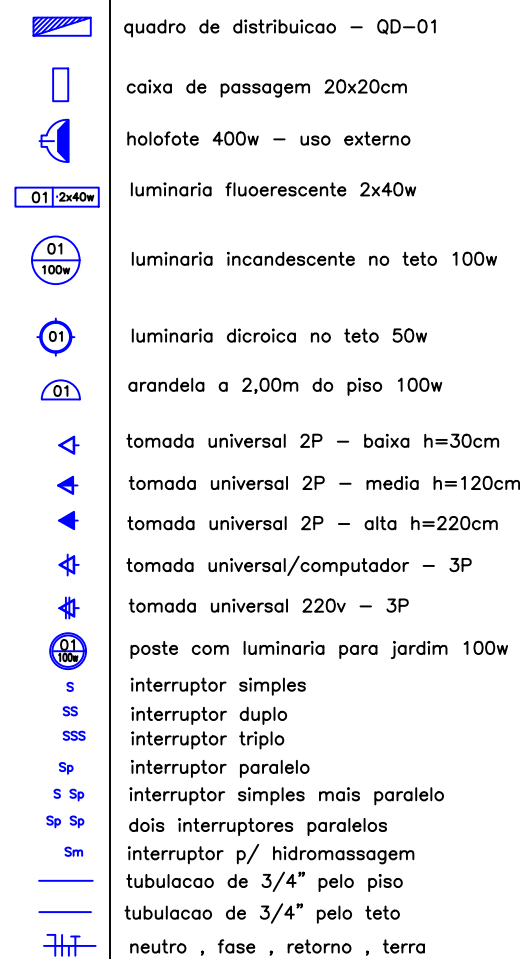 quadro de distribuicao - QD-01
caixa de passagem 20x20cm
holofote 400w - uso externo
01 ·2x40w luminaria fluoerescente 2x40w
01
100w luminaria incandescente no teto 100w
01 luminaria dicroica no teto 50w
01 arandela a 2,00m do piso 100w
tomada universal 2P - baixa h=30cm
tomada universal 2P - media h=120cm
tomada universal 2P - alta h=220cm
tomada universal/computador - 3P
tomada universal 220v - 3P
01
100w poste com luminaria para jardim 100w
S interruptor simples
SS interruptor duplo
SSS interruptor triplo
Sp interruptor paralelo
S Sp interruptor simples mais paralelo
Sp Sp dois interruptores paralelos
Sm interruptor p/ hidromassagem
tubulacao de 3/4" pelo piso
tubulacao de 3/4" pelo teto
neutro , fase , retorno , terra